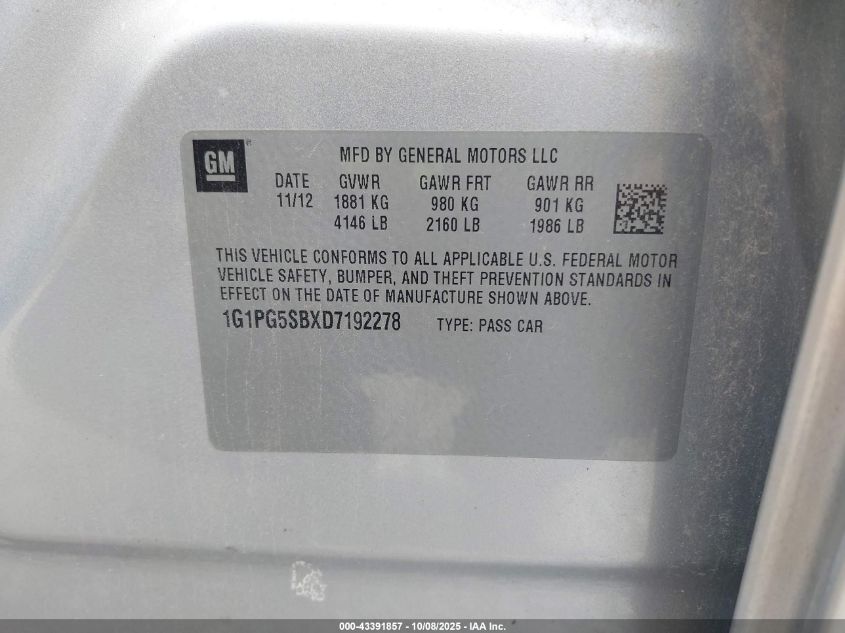 GM
MFD BY GENERAL MOTORS LLC
DATE GVWR GAWR FRT GAWR RR
11/12 1881 KG 980 KG 901 KG
4146 LB 2160 LB 1986 LB
THIS VEHICLE CONFORMS TO ALL APPLICABLE U.S. FEDERAL MOTOR
VEHICLE SAFETY, BUMPER, AND THEFT PREVENTION STANDARDS IN
EFFECT ON THE DATE OF MANUFACTURE SHOWN ABOVE.
1G1PG5SBXD7192278 TYPE: PASS CAR
000-43391857 - 10/08/2025 - IAA Inc.